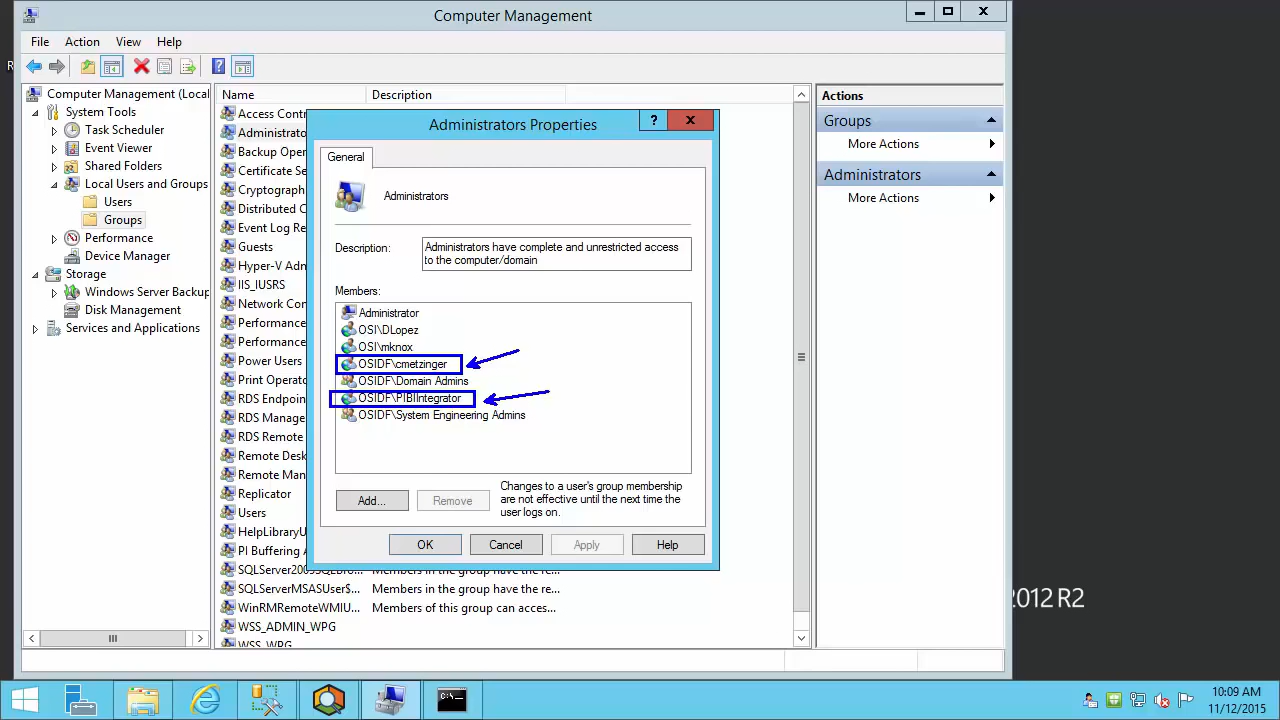 Computer Management
File Action View Help
R
Computer Management (Local
System Tools
Task Scheduler
Event Viewer
Shared Folders
Local Users and Groups
Users
Groups
Performance
Device Manager
Storage
Windows Server Backup
Disk Management
Services and Applications
Name Description
Access Contr
Administrato
Backup Oper
Certificate Se
Cryptograph
Distributed C
Event Log Re
Guests
Hyper-V Adm
IIS_IUSRS
Network Con
Performance
Performance
Power Users
Print Operato
RDS Endpoin
RDS Manage
RDS Remote
Remote Desk
Remote Man
Replicator
Users
HelpLibraryU
PI Buffering A
SQLServer2005SQLBro... Members in the group have the re...
SQLServerMSASUser$... Members in the group have the re...
WinRMRemoteWMIU... Members of this group can acces...
WSS_ADMIN_WPG
WSS_WPG
Administrators Properties
?
General
Administrators
Description:
Administrators have complete and unrestricted access
to the computer/domain
Members:
Administrator
OSI\DLopez
OSI\mknox
OSIDF\cmetzinger
OSIDF\Domain Admins
OSIDF\PIBIIntegrator
OSIDF\System Engineering Admins
Add...
Remove
Changes to a user's group membership
are not effective until the next time the
user logs on.
OK Cancel Apply Help
Actions
Groups
More Actions
Administrators
More Actions
2012 R2
10:09 AM
11/12/2015